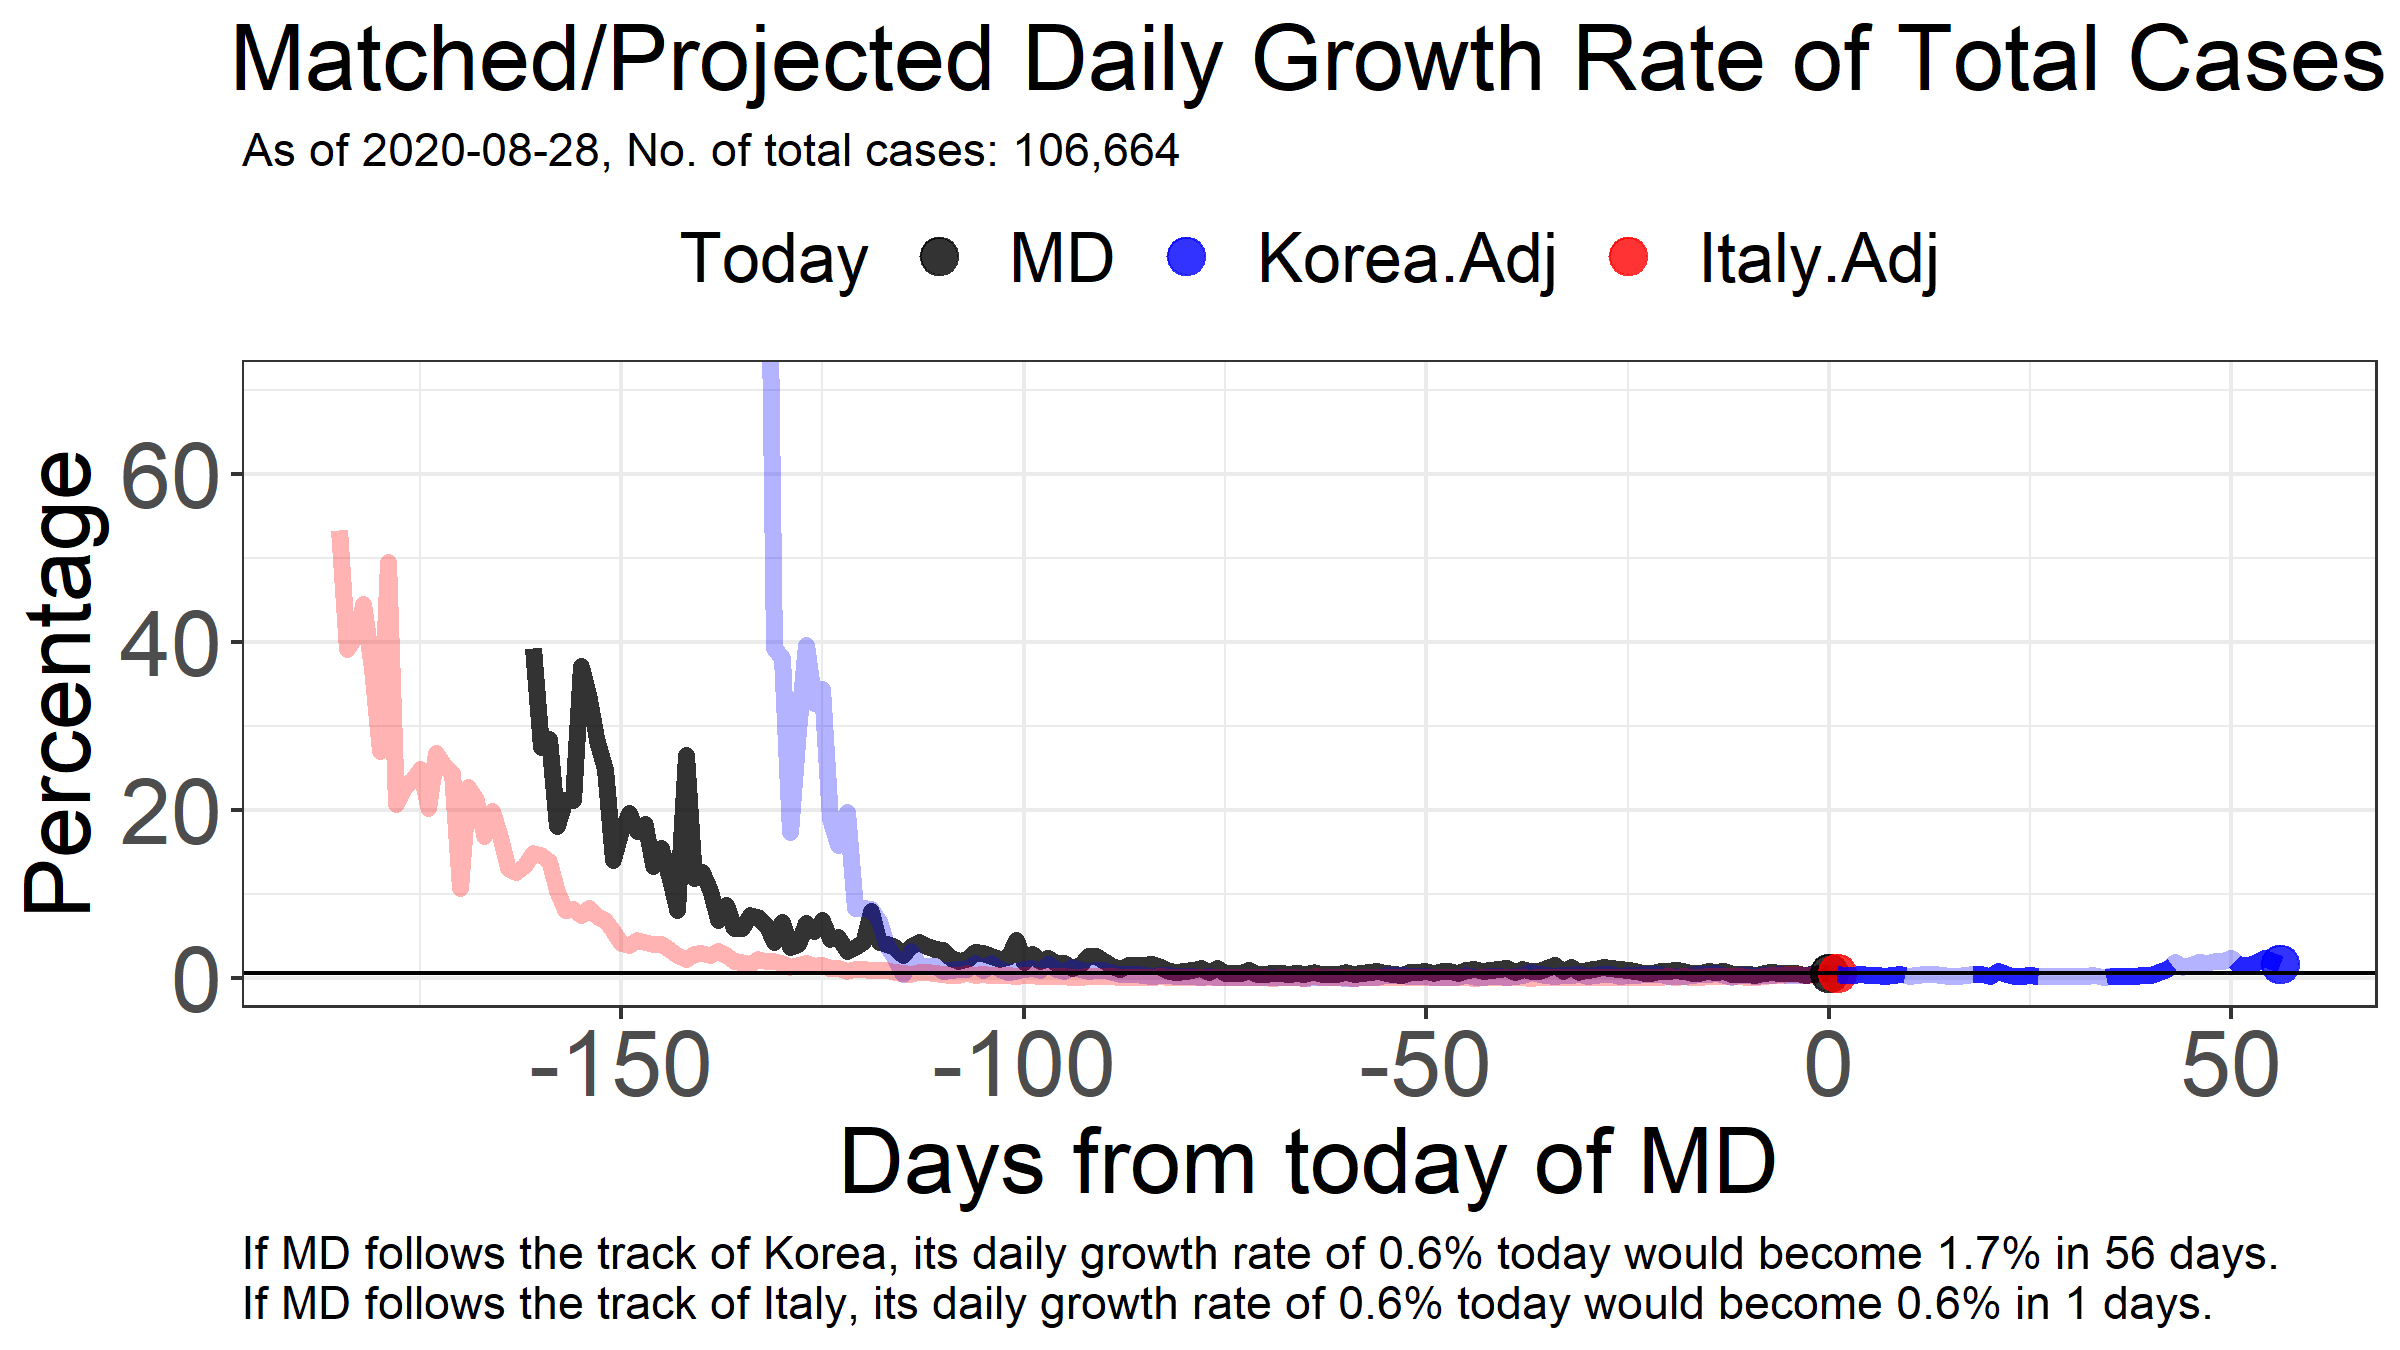 Matched/Projected Daily Growth Rate of Total Cases
As of 2020-08-28, No. of total cases: 106,664
Today MD Korea.Adj Italy.Adj
Percentage
60
40
20
0
-150 -100 -50 0 50
Days from today of MD
If MD follows the track of Korea, its daily growth rate of 0.6% today would become 1.7% in 56 days.
If MD follows the track of Italy, its daily growth rate of 0.6% today would become 0.6% in 1 days.